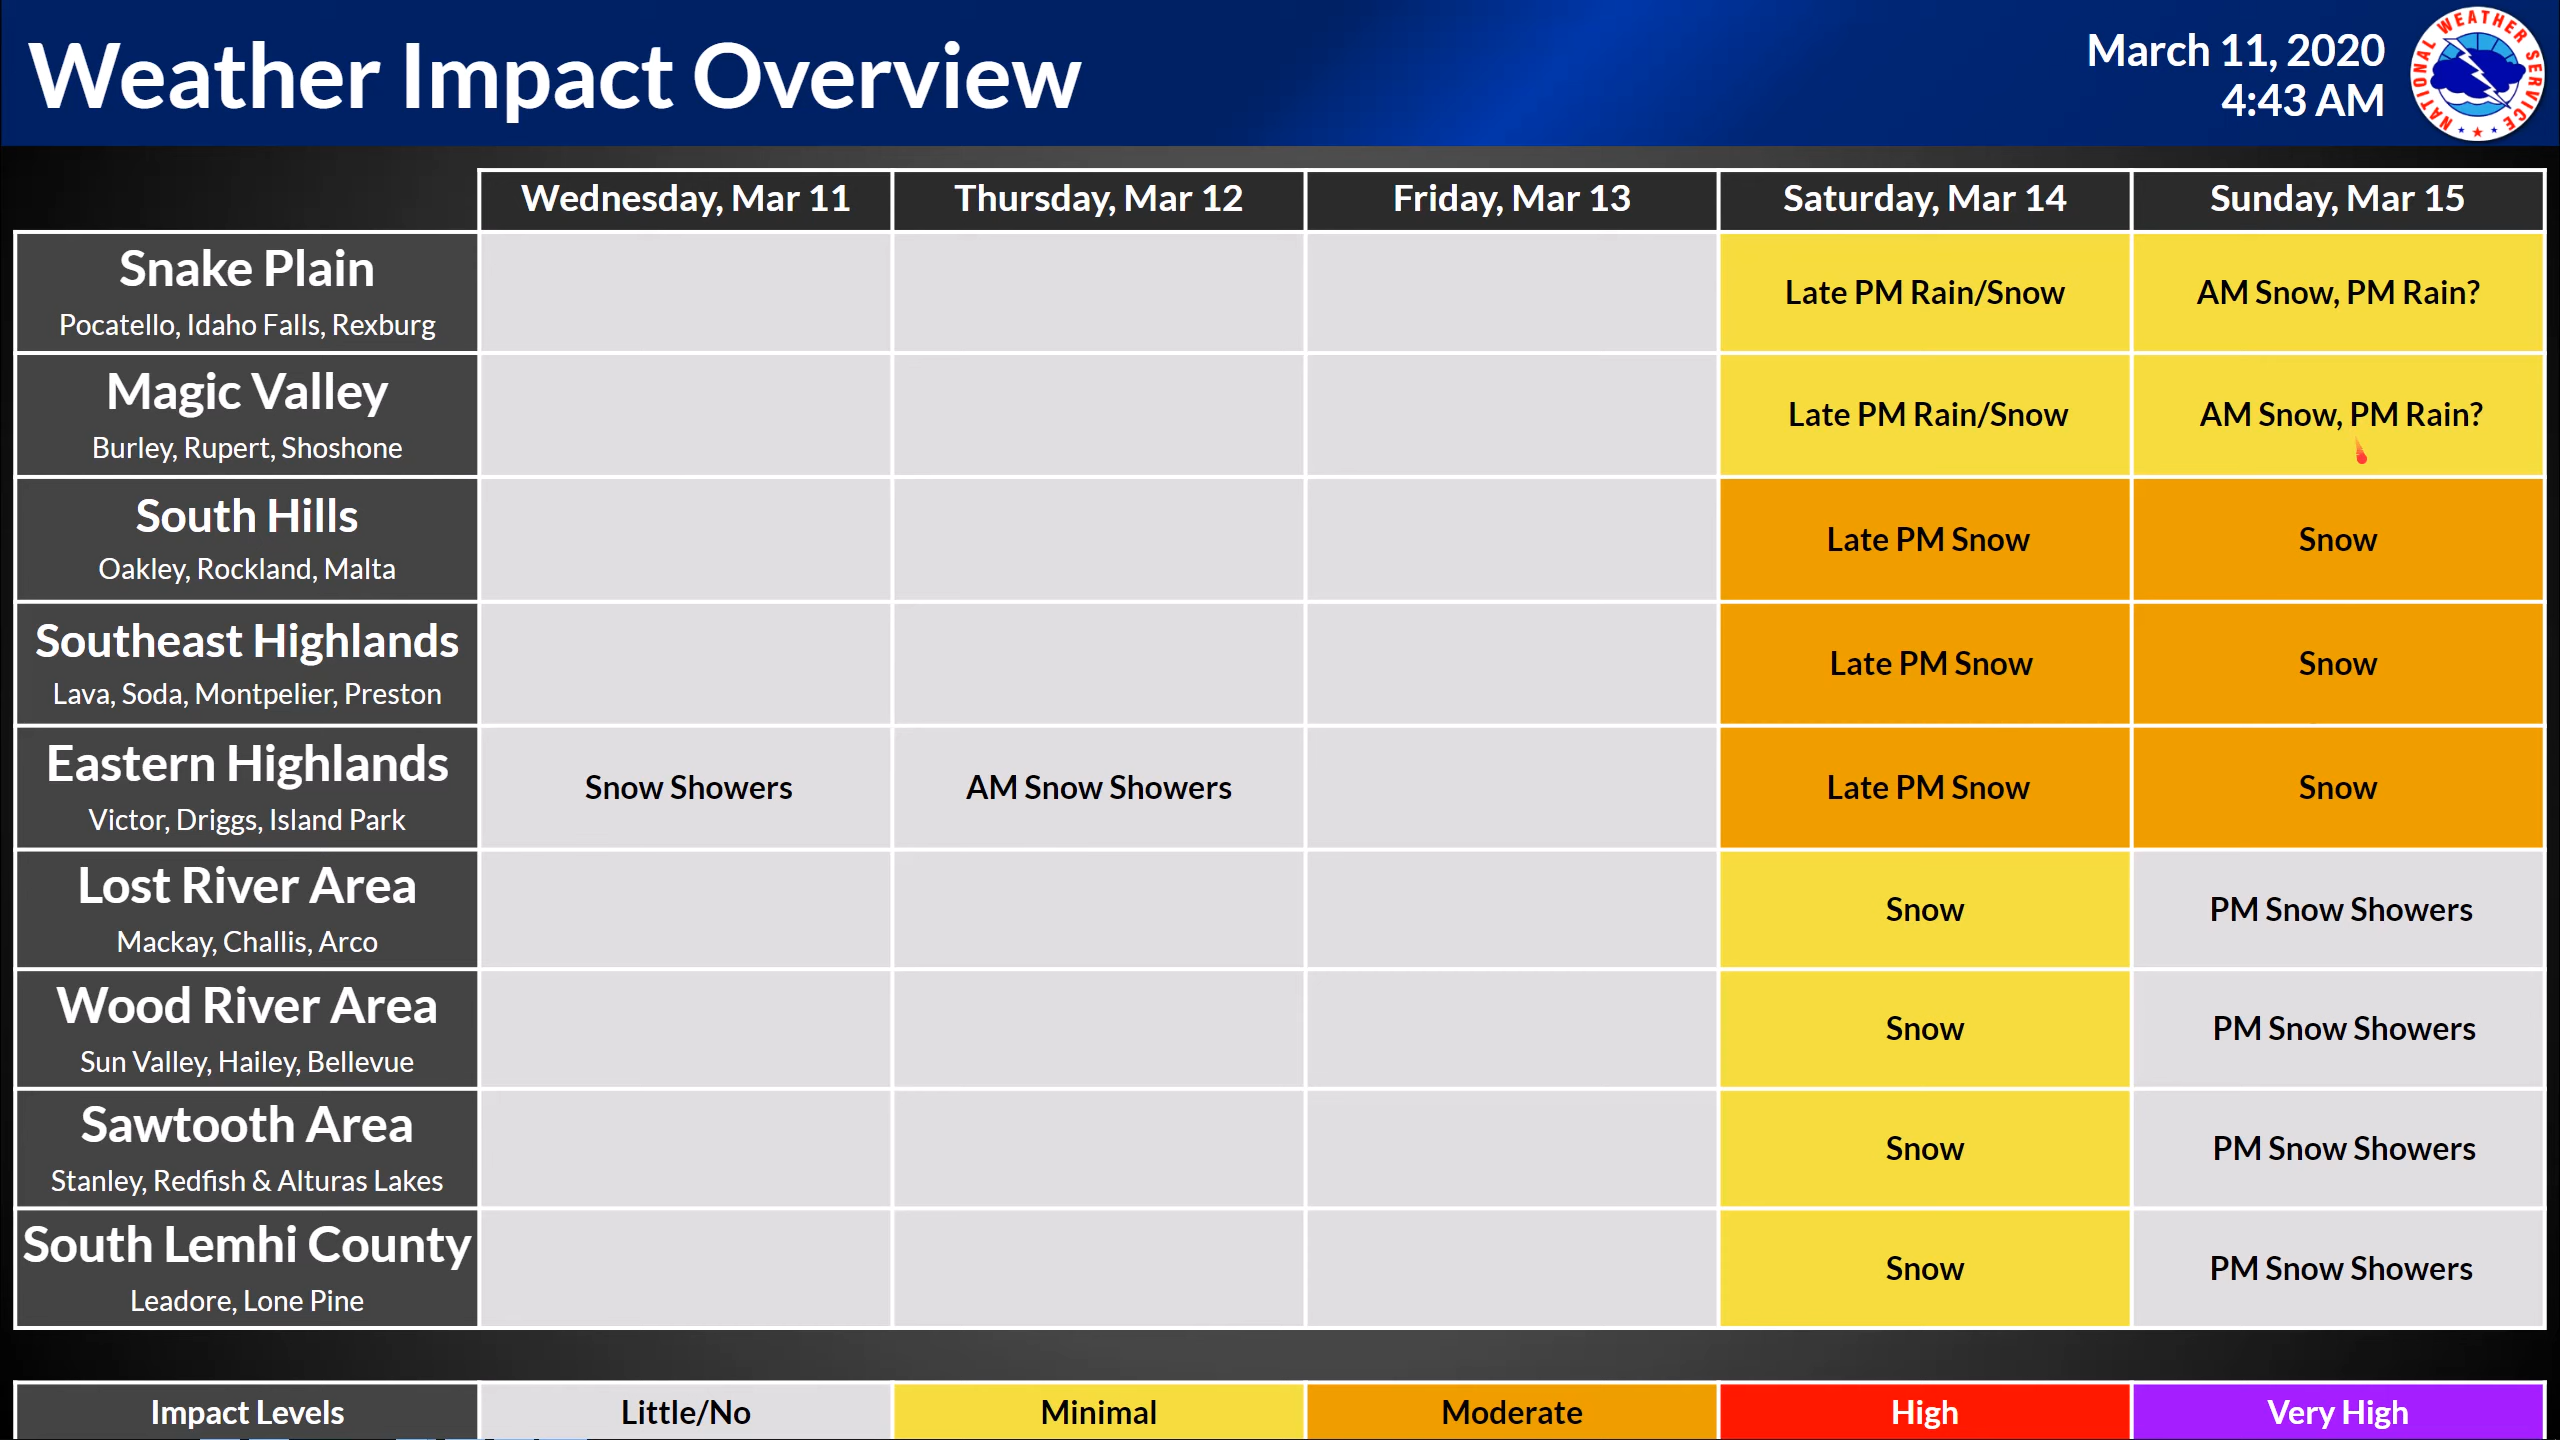 Weather Impact Overview
March 11, 2020
4:43 AM
NATIONAL WEATHER SERVICE
Wednesday, Mar 11
Thursday, Mar 12
Friday, Mar 13
Saturday, Mar 14
Sunday, Mar 15
Snake Plain
Pocatello, Idaho Falls, Rexburg
Late PM Rain/Snow
AM Snow, PM Rain?
Magic Valley
Burley, Rupert, Shoshone
Late PM Rain/Snow
AM Snow, PM Rain?
South Hills
Oakley, Rockland, Malta
Late PM Snow
Snow
Southeast Highlands
Lava, Soda, Montpelier, Preston
Late PM Snow
Snow
Eastern Highlands
Victor, Driggs, Island Park
Snow Showers
AM Snow Showers
Late PM Snow
Snow
Lost River Area
Mackay, Challis, Arco
Snow
PM Snow Showers
Wood River Area
Sun Valley, Hailey, Bellevue
Snow
PM Snow Showers
Sawtooth Area
Stanley, Redfish & Alturas Lakes
Snow
PM Snow Showers
South Lemhi County
Leadore, Lone Pine
Snow
PM Snow Showers
Impact Levels
Little/No
Minimal
Moderate
High
Very High